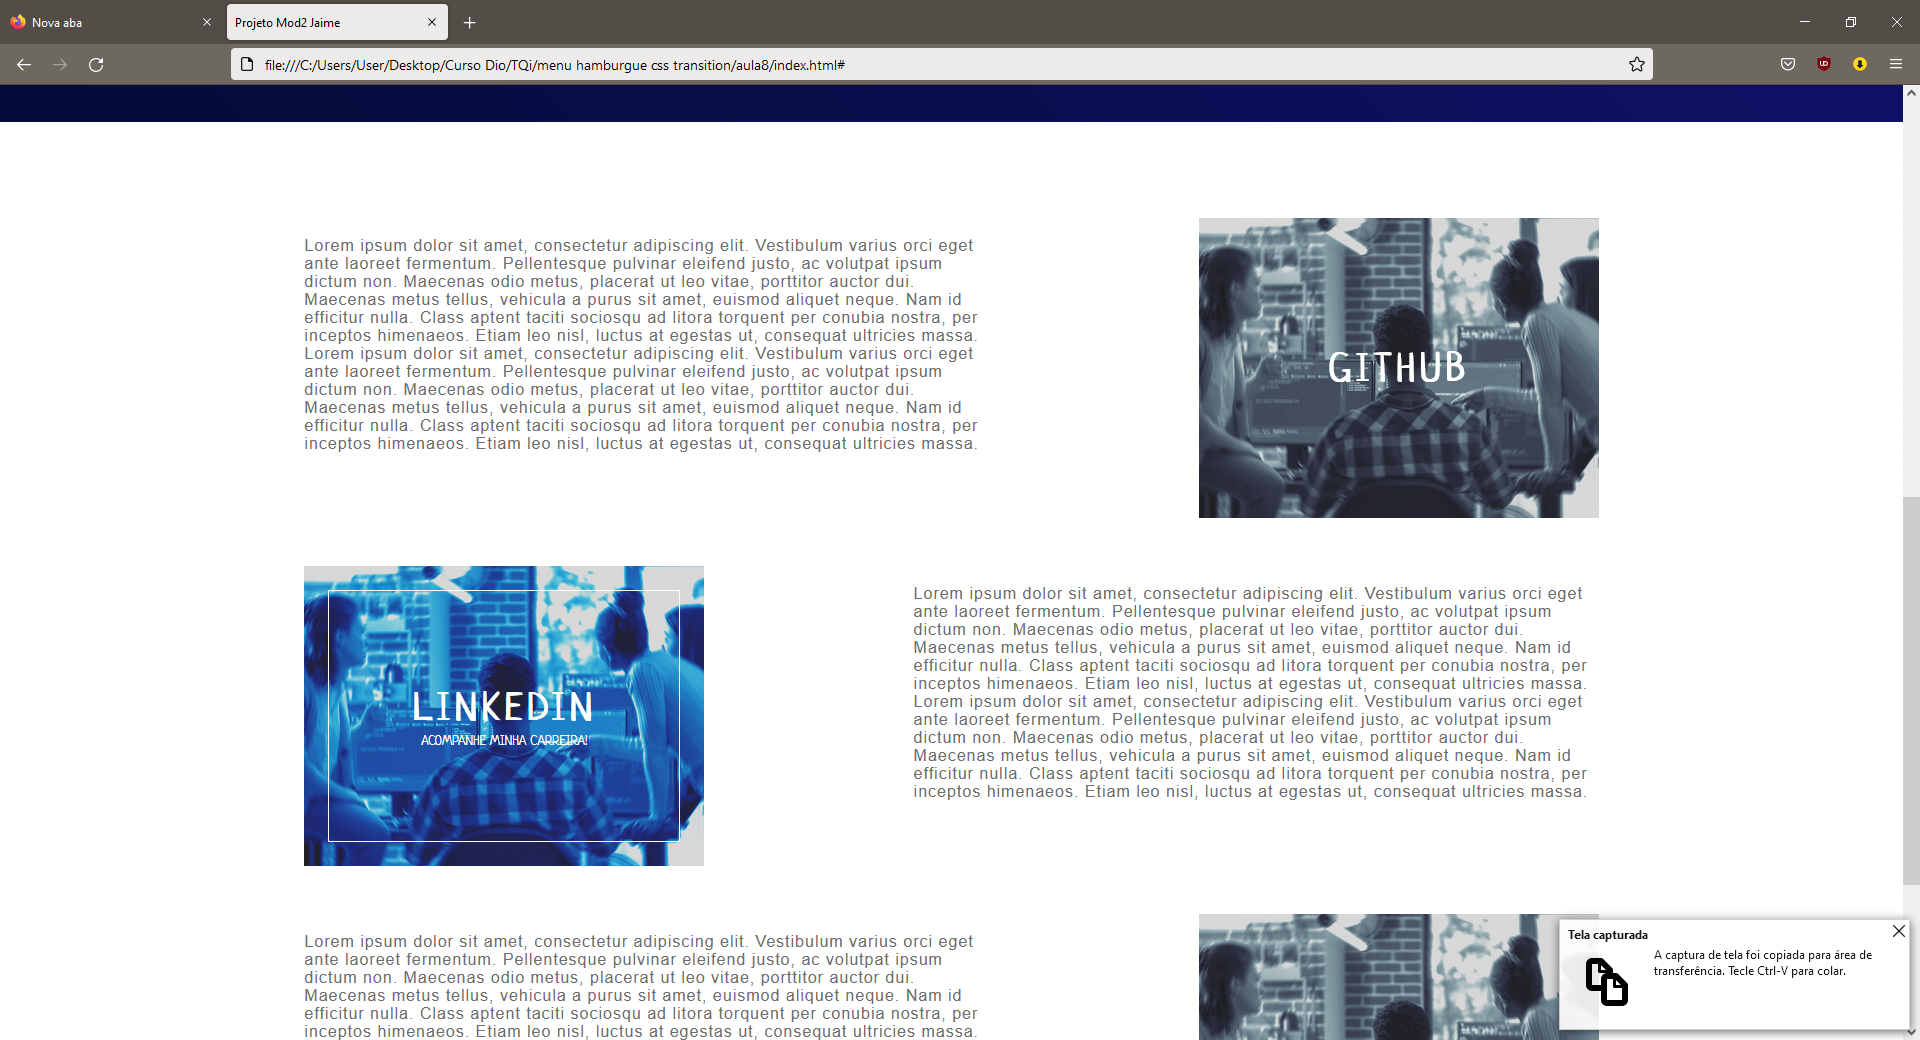 Nova aba
Projeto Mod2 Jaime
file:///C:/Users/User/Desktop/Curso Dio/TQi/menu hamburgue css transition/aula8/index.html#
Lorem ipsum dolor sit amet, consectetur adipiscing elit. Vestibulum varius orci eget
ante laoreet fermentum. Pellentesque pulvinar eleifend justo, ac volutpat ipsum
dictum non. Maecenas odio metus, placerat ut leo vitae, porttitor auctor dui.
Maecenas metus tellus, vehicula a purus sit amet, euismod aliquet neque. Nam id
efficitur nulla. Class aptent taciti sociosqu ad litora torquent per conubia nostra, per
inceptos himenaeos. Etiam leo nisl, luctus at egestas ut, consequat ultricies massa.
Lorem ipsum dolor sit amet, consectetur adipiscing elit. Vestibulum varius orci eget
ante laoreet fermentum. Pellentesque pulvinar eleifend justo, ac volutpat ipsum
dictum non. Maecenas odio metus, placerat ut leo vitae, porttitor auctor dui.
Maecenas metus tellus, vehicula a purus sit amet, euismod aliquet neque. Nam id
efficitur nulla. Class aptent taciti sociosqu ad litora torquent per conubia nostra, per
inceptos himenaeos. Etiam leo nisl, luctus at egestas ut, consequat ultricies massa.
GITHUB
LINKEDIN
ACOMPANHE MINHA CARREIRA!
Lorem ipsum dolor sit amet, consectetur adipiscing elit. Vestibulum varius orci eget
ante laoreet fermentum. Pellentesque pulvinar eleifend justo, ac volutpat ipsum
dictum non. Maecenas odio metus, placerat ut leo vitae, porttitor auctor dui.
Maecenas metus tellus, vehicula a purus sit amet, euismod aliquet neque. Nam id
efficitur nulla. Class aptent taciti sociosqu ad litora torquent per conubia nostra, per
inceptos himenaeos. Etiam leo nisl, luctus at egestas ut, consequat ultricies massa.
Lorem ipsum dolor sit amet, consectetur adipiscing elit. Vestibulum varius orci eget
ante laoreet fermentum. Pellentesque pulvinar eleifend justo, ac volutpat ipsum
dictum non. Maecenas odio metus, placerat ut leo vitae, porttitor auctor dui.
Maecenas metus tellus, vehicula a purus sit amet, euismod aliquet neque. Nam id
efficitur nulla. Class aptent taciti sociosqu ad litora torquent per conubia nostra, per
inceptos himenaeos. Etiam leo nisl, luctus at egestas ut, consequat ultricies massa.
Lorem ipsum dolor sit amet, consectetur adipiscing elit. Vestibulum varius orci eget
ante laoreet fermentum. Pellentesque pulvinar eleifend justo, ac volutpat ipsum
dictum non. Maecenas odio metus, placerat ut leo vitae, porttitor auctor dui.
Maecenas metus tellus, vehicula a purus sit amet, euismod aliquet neque. Nam id
efficitur nulla. Class aptent taciti sociosqu ad litora torquent per conubia nostra, per
inceptos himenaeos. Etiam leo nisl, luctus at egestas ut, consequat ultricies massa.
Tela capturada
A captura de tela foi copiada para área de
transferência. Tecle Ctrl-V para colar.